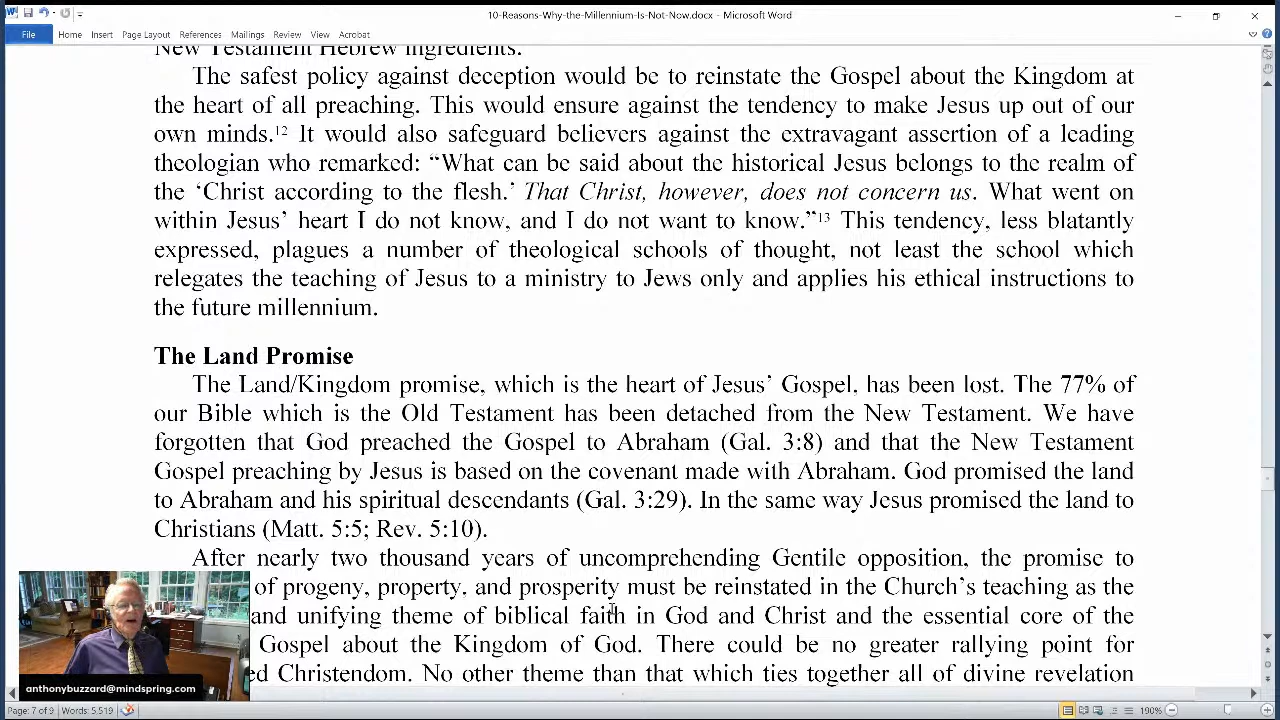 10-Reasons-Why-the-Millennium-Is-Not-Now.docx - Microsoft Word
File Home Insert Page Layout References Mailings Review View Acrobat
New Testament Hebrew ingredients.
The safest policy against deception would be to reinstate the Gospel about the Kingdom at
the heart of all preaching. This would ensure against the tendency to make Jesus up out of our
own minds.12 It would also safeguard believers against the extravagant assertion of a leading
theologian who remarked: “What can be said about the historical Jesus belongs to the realm of
the ‘Christ according to the flesh.’ That Christ, however, does not concern us. What went on
within Jesus’ heart I do not know, and I do not want to know.”13 This tendency, less blatantly
expressed, plagues a number of theological schools of thought, not least the school which
relegates the teaching of Jesus to a ministry to Jews only and applies his ethical instructions to
the future millennium.
The Land Promise
The Land/Kingdom promise, which is the heart of Jesus’ Gospel, has been lost. The 77% of
our Bible which is the Old Testament has been detached from the New Testament. We have
forgotten that God preached the Gospel to Abraham (Gal. 3:8) and that the New Testament
Gospel preaching by Jesus is based on the covenant made with Abraham. God promised the land
to Abraham and his spiritual descendants (Gal. 3:29). In the same way Jesus promised the land to
Christians (Matt. 5:5; Rev. 5:10).
After nearly two thousand years of uncomprehending Gentile opposition, the promise to
of progeny, property, and prosperity must be reinstated in the Church’s teaching as the
and unifying theme of biblical faith in God and Christ and the essential core of the
Gospel about the Kingdom of God. There could be no greater rallying point for
ed Christendom. No other theme than that which ties together all of divine revelation
anthonybuzzard@mindspring.com
Page: 7 of 9 Words: 5,519 190%